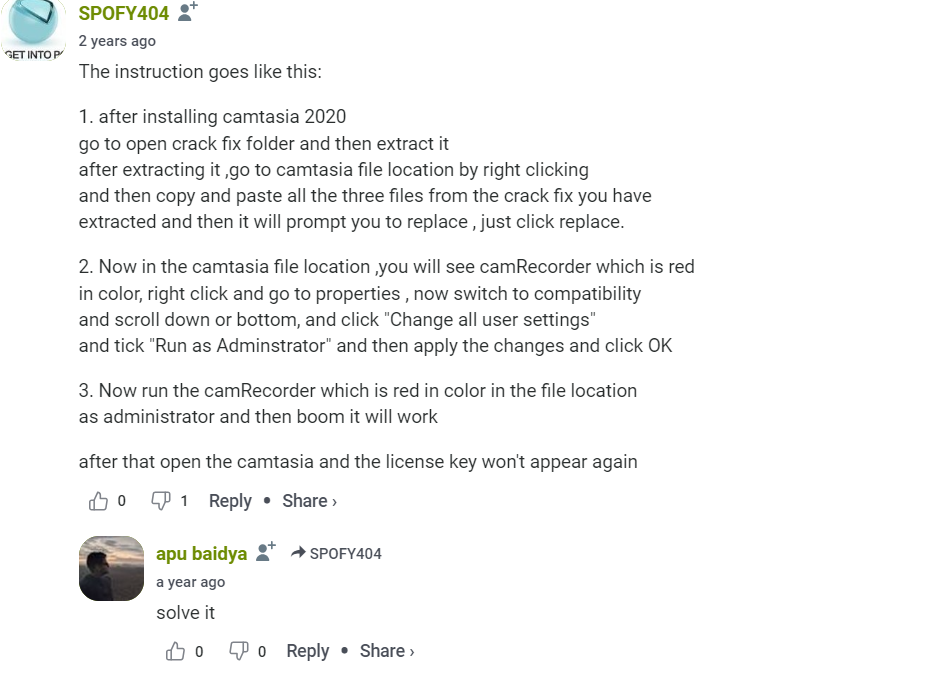 GET INTO P
SPOFY404
2 years ago
The instruction goes like this:
1. after installing camtasia 2020
go to open crack fix folder and then extract it
after extracting it ,go to camtasia file location by right clicking
and then copy and paste all the three files from the crack fix you have
extracted and then it will prompt you to replace , just click replace.
2. Now in the camtasia file location ,you will see camRecorder which is red
in color, right click and go to properties , now switch to compatibility
and scroll down or bottom, and click "Change all user settings"
and tick "Run as Adminstrator" and then apply the changes and click OK
3. Now run the camRecorder which is red in color in the file location
as administrator and then boom it will work
after that open the camtasia and the license key won't appear again
0 1 Reply • Share ›
apu baidya SPOFY404
a year ago
solve it
0 0 Reply • Share ›